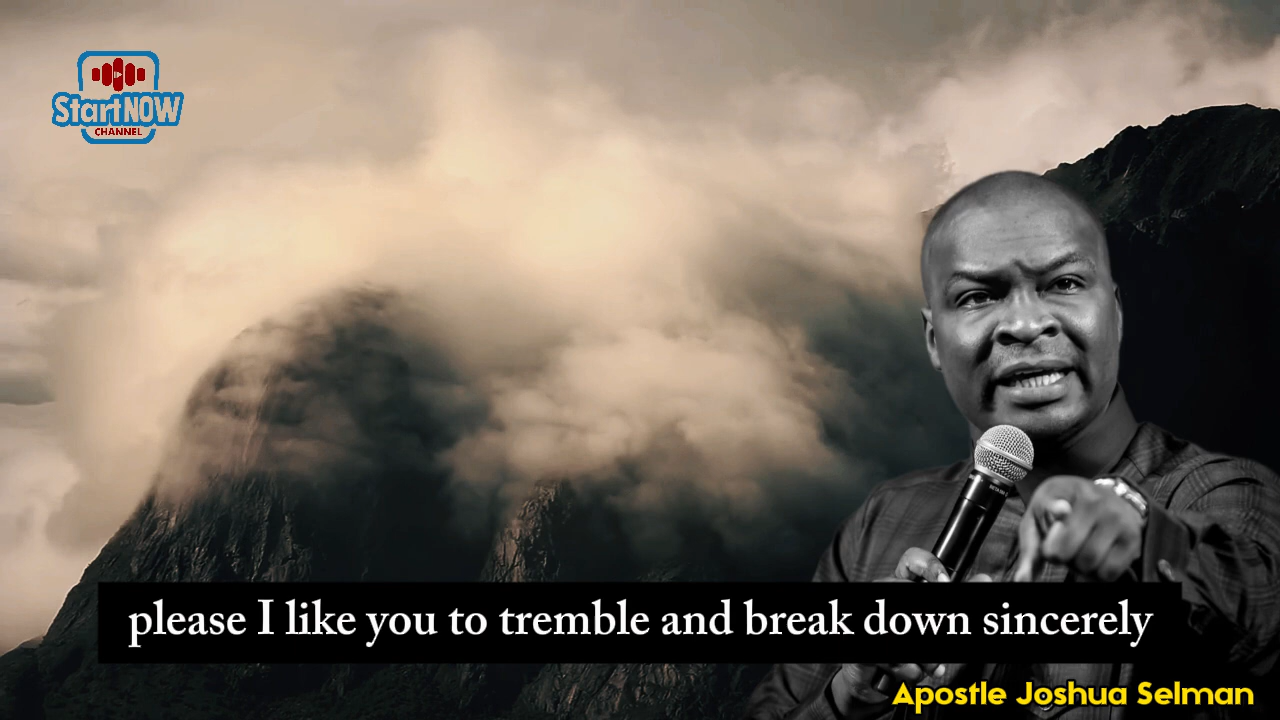 StartNOW
CHANNEL
please I like you to tremble and break down sincerely
Apostle Joshua Selman